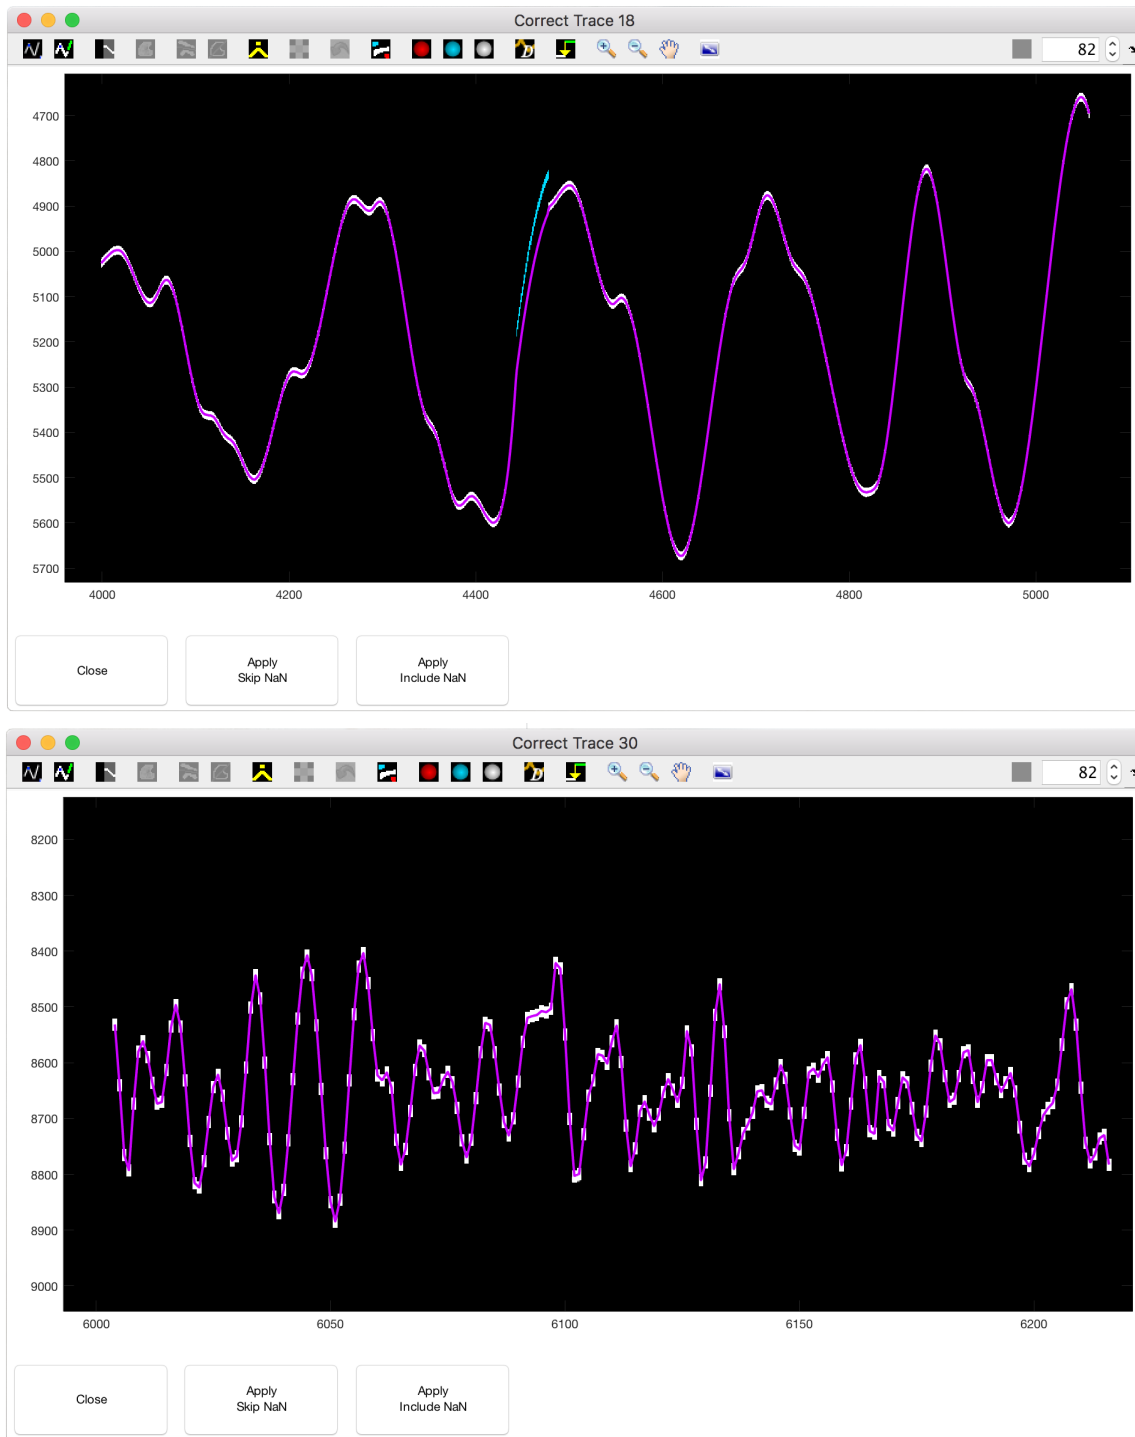 Correct Trace 18
82
4700
4800
4900
5000
5100
5200
5300
5400
5500
5600
5700
4000 4200 4400 4600 4800 5000
Close
Apply
Skip NaN
Apply
Include NaN
Correct Trace 30
82
8200
8300
8400
8500
8600
8700
8800
8900
9000
6000 6050 6100 6150 6200
Close
Apply
Skip NaN
Apply
Include NaN